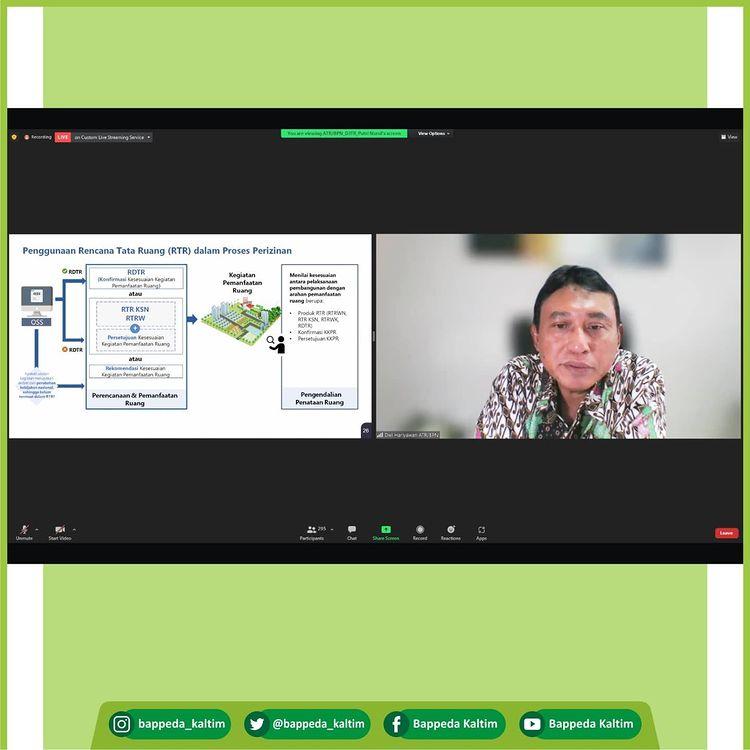 Recording
LIVE
on Custom Live Streaming Service
You are viewing ATR/BPN_DJTR_Putri Nurul's screen
View Options
View
Penggunaan Rencana Tata Ruang (RTR) dalam Proses Perizinan
OSS
RDTR
RDTR
RDTR
(Konfirmasi Kesesuaian Kegiatan
Pemanfaatan Ruang)
atau
RTR KSN
RTRW
Persetujuan Kesesuaian
Kegiatan Pemanfaatan Ruang
atau
Rekomendasi Kesesuaian
Kegiatan Pemanfaatan Ruang
Perencanaan & Pemanfaatan
Ruang
Kegiatan
Pemanfaatan
Ruang
Menilai kesesuaian
antara pelaksanaan
pembangunan dengan
arahan pemanfaatan
ruang berupa:
• Produk RTR (RTRWN,
RTR KSN, RTRWK,
RDTR)
• Konfirmasi KKPR
• Persetujuan KKPR
Pengendalian
Penataan Ruang
26
Dwi Hariyawan ATR/BPN
Unmute
Start Video
295
Participants
Chat
Share Screen
Record
Reactions
Apps
Leave
bappeda_kaltim
@bappeda_kaltim
Bappeda Kaltim
Bappeda Kaltim